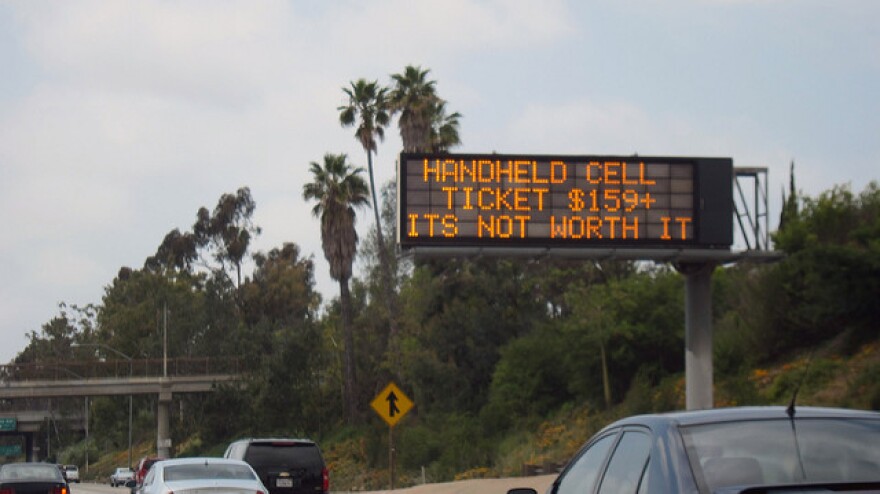 HANDHELD CELL
TICKET $159+
ITS NOT WORTH IT